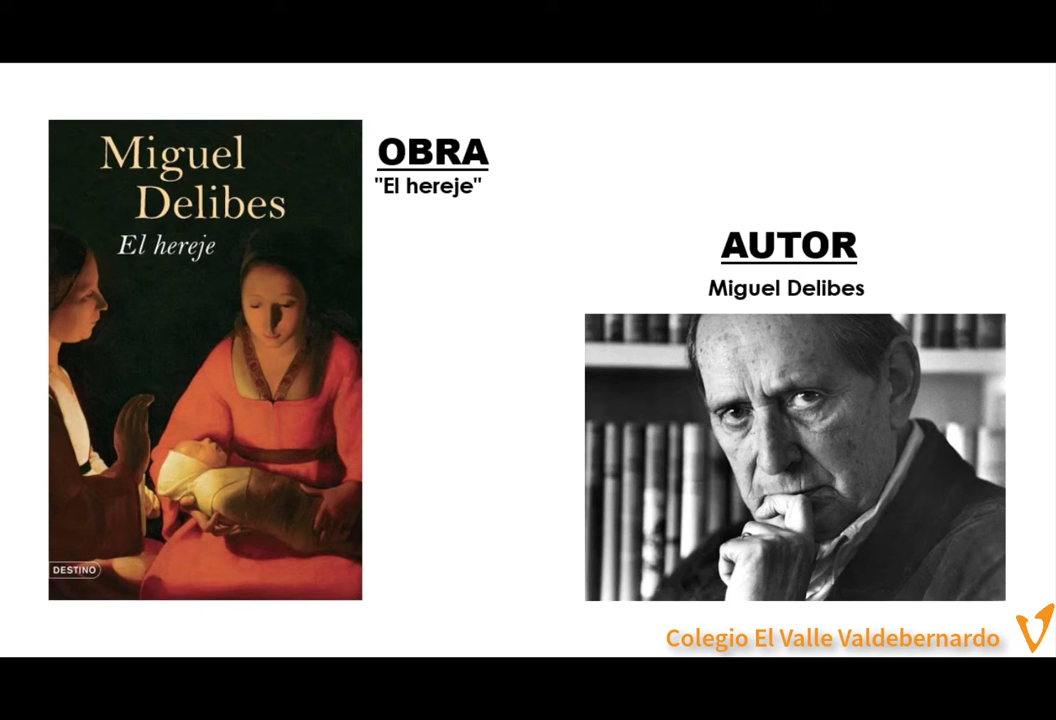 Miguel
Delibes
El hereje
DESTINO
OBRA
"El hereje"
AUTOR
Miguel Delibes
Colegio El Valle Valdebernardo